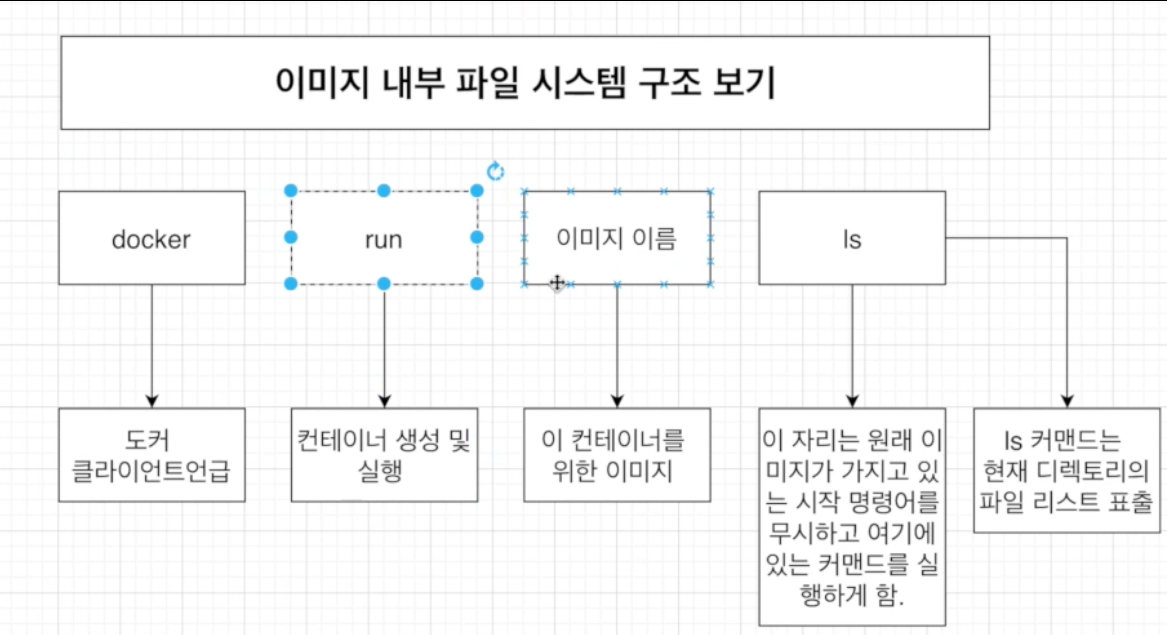 이미지 내부 파일 시스템 구조 보기
docker
run
이미지 이름
ls
도커
클라이언트언급
컨테이너 생성 및
실행
이 컨테이너를
위한 이미지
이 자리는 원래 이
미지가 가지고 있
는 시작 명령어를
무시하고 여기에
있는 커맨드를 실
행하게 함.
ls 커맨드는
현재 디렉토리의
파일 리스트 표출